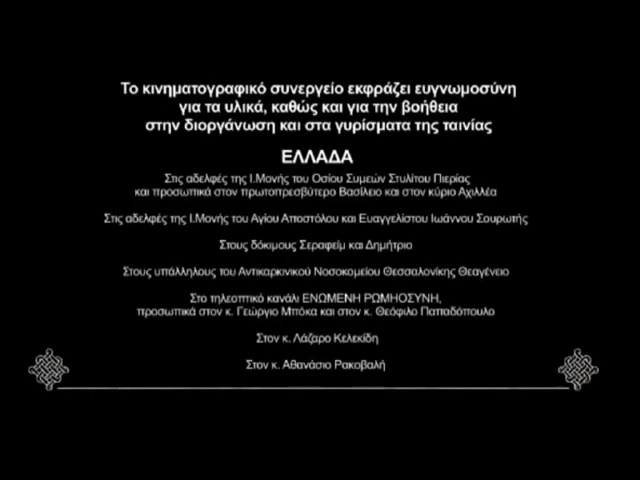 Το κινηματογραφικό συνεργείο εκφράζει ευγνωμοσύνη
για τα υλικά, καθώς και για την βοήθεια
στην διοργάνωση και στα γυρίσματα της ταινίας
ΕΛΛΑΔΑ
Στις αδελφές της Ι.Μονής του Οσίου Συμεών Στυλίτου Πιερίας
και προσωπικά στον πρωτοπρεσβύτερο Βασίλειο και στον κύριο Αχιλλέα
Στις αδελφές της Ι.Μονής του Αγίου Αποστόλου και Ευαγγελίστου Ιωάννου Σουρωτής
Στους δόκιμους Σεραφείμ και Δημήτριο
Στους υπάλληλους του Αντικαρκινικού Νοσοκομείου Θεσσαλονίκης Θεαγένειο
Στο τηλεοπτικό κανάλι ΕΝΩΜΕΝΗ ΡΩΜΗΟΣΥΝΗ,
προσωπικά στον κ. Γεώργιο Μπόκα και στον κ. Θεόφιλο Παπαδόπουλο
Στον κ. Λάζαρο Κελεκίδη
Στον κ. Αθανάσιο Ρακοβαλή